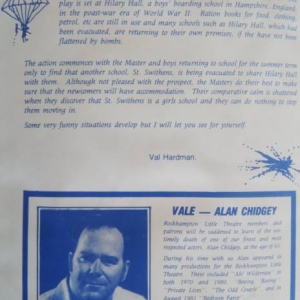 play is set at Hilary Hall, a boys' boarding school in Hampshire, England,
in the post-war era of World War II. Ration books for food, clothing,
petrol, etc are still in use and many schools such as Hilary Hall, which had
been evacuated, are returning to their own premises, if the have not been
flattened by bombs.
The action commences with the Master and boys returning to school for the summer term
only to find that another school, St. Swithens, is being evacuated to share Hilary Hall
with them. Although not pleased with the prospect, the Masters do their best to make
sure that the newcomers will have accommodation. Their comparative calm is shattered
when they discover that St. Swithens is a girls school and they can do nothing to stop
them moving in.
Some very funny situations develop but I will let you see for yourself.
Val Hardman.
VALE — ALAN CHIDGEY
Rockhampton Little Theatre members and
patrons will be saddened to learn of the un-
timely death of one of our finest and most
respected actors, Alan Chidgey, at the age of
During his time with us Alan appeared in
many productions for the Rockhampton Little
Theatre. These included "Ah! Wilderness" in
both 1970 and 1980, "Boeing Boeing"
"Private Lives", "The Odd Couple", and in
August 1981 "Bedroom Farce"